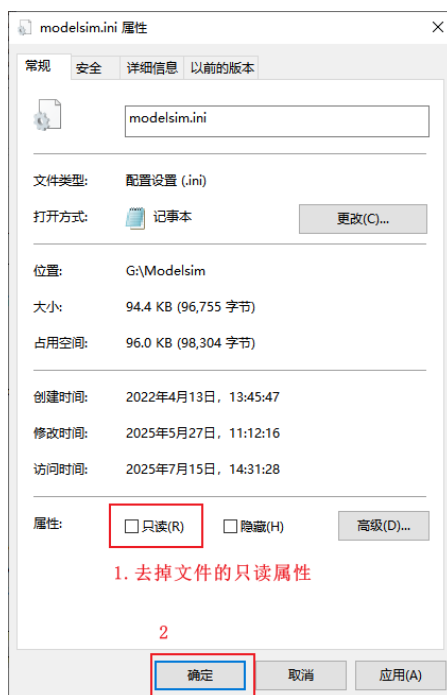 modelsim.ini 属性
常规 安全 详细信息 以前的版本
modelsim.ini
文件类型: 配置设置 (.ini)
打开方式: 记事本 更改(C)...
位置: G:\Modelsim
大小: 94.4 KB (96,755 字节)
占用空间: 96.0 KB (98,304 字节)
创建时间: 2022年4月13日，13:45:47
修改时间: 2025年5月27日，11:12:16
访问时间: 2025年7月15日，14:31:28
属性: 只读(R) 隐藏(H) 高级(D)...
1.去掉文件的只读属性
2
确定 取消 应用(A)